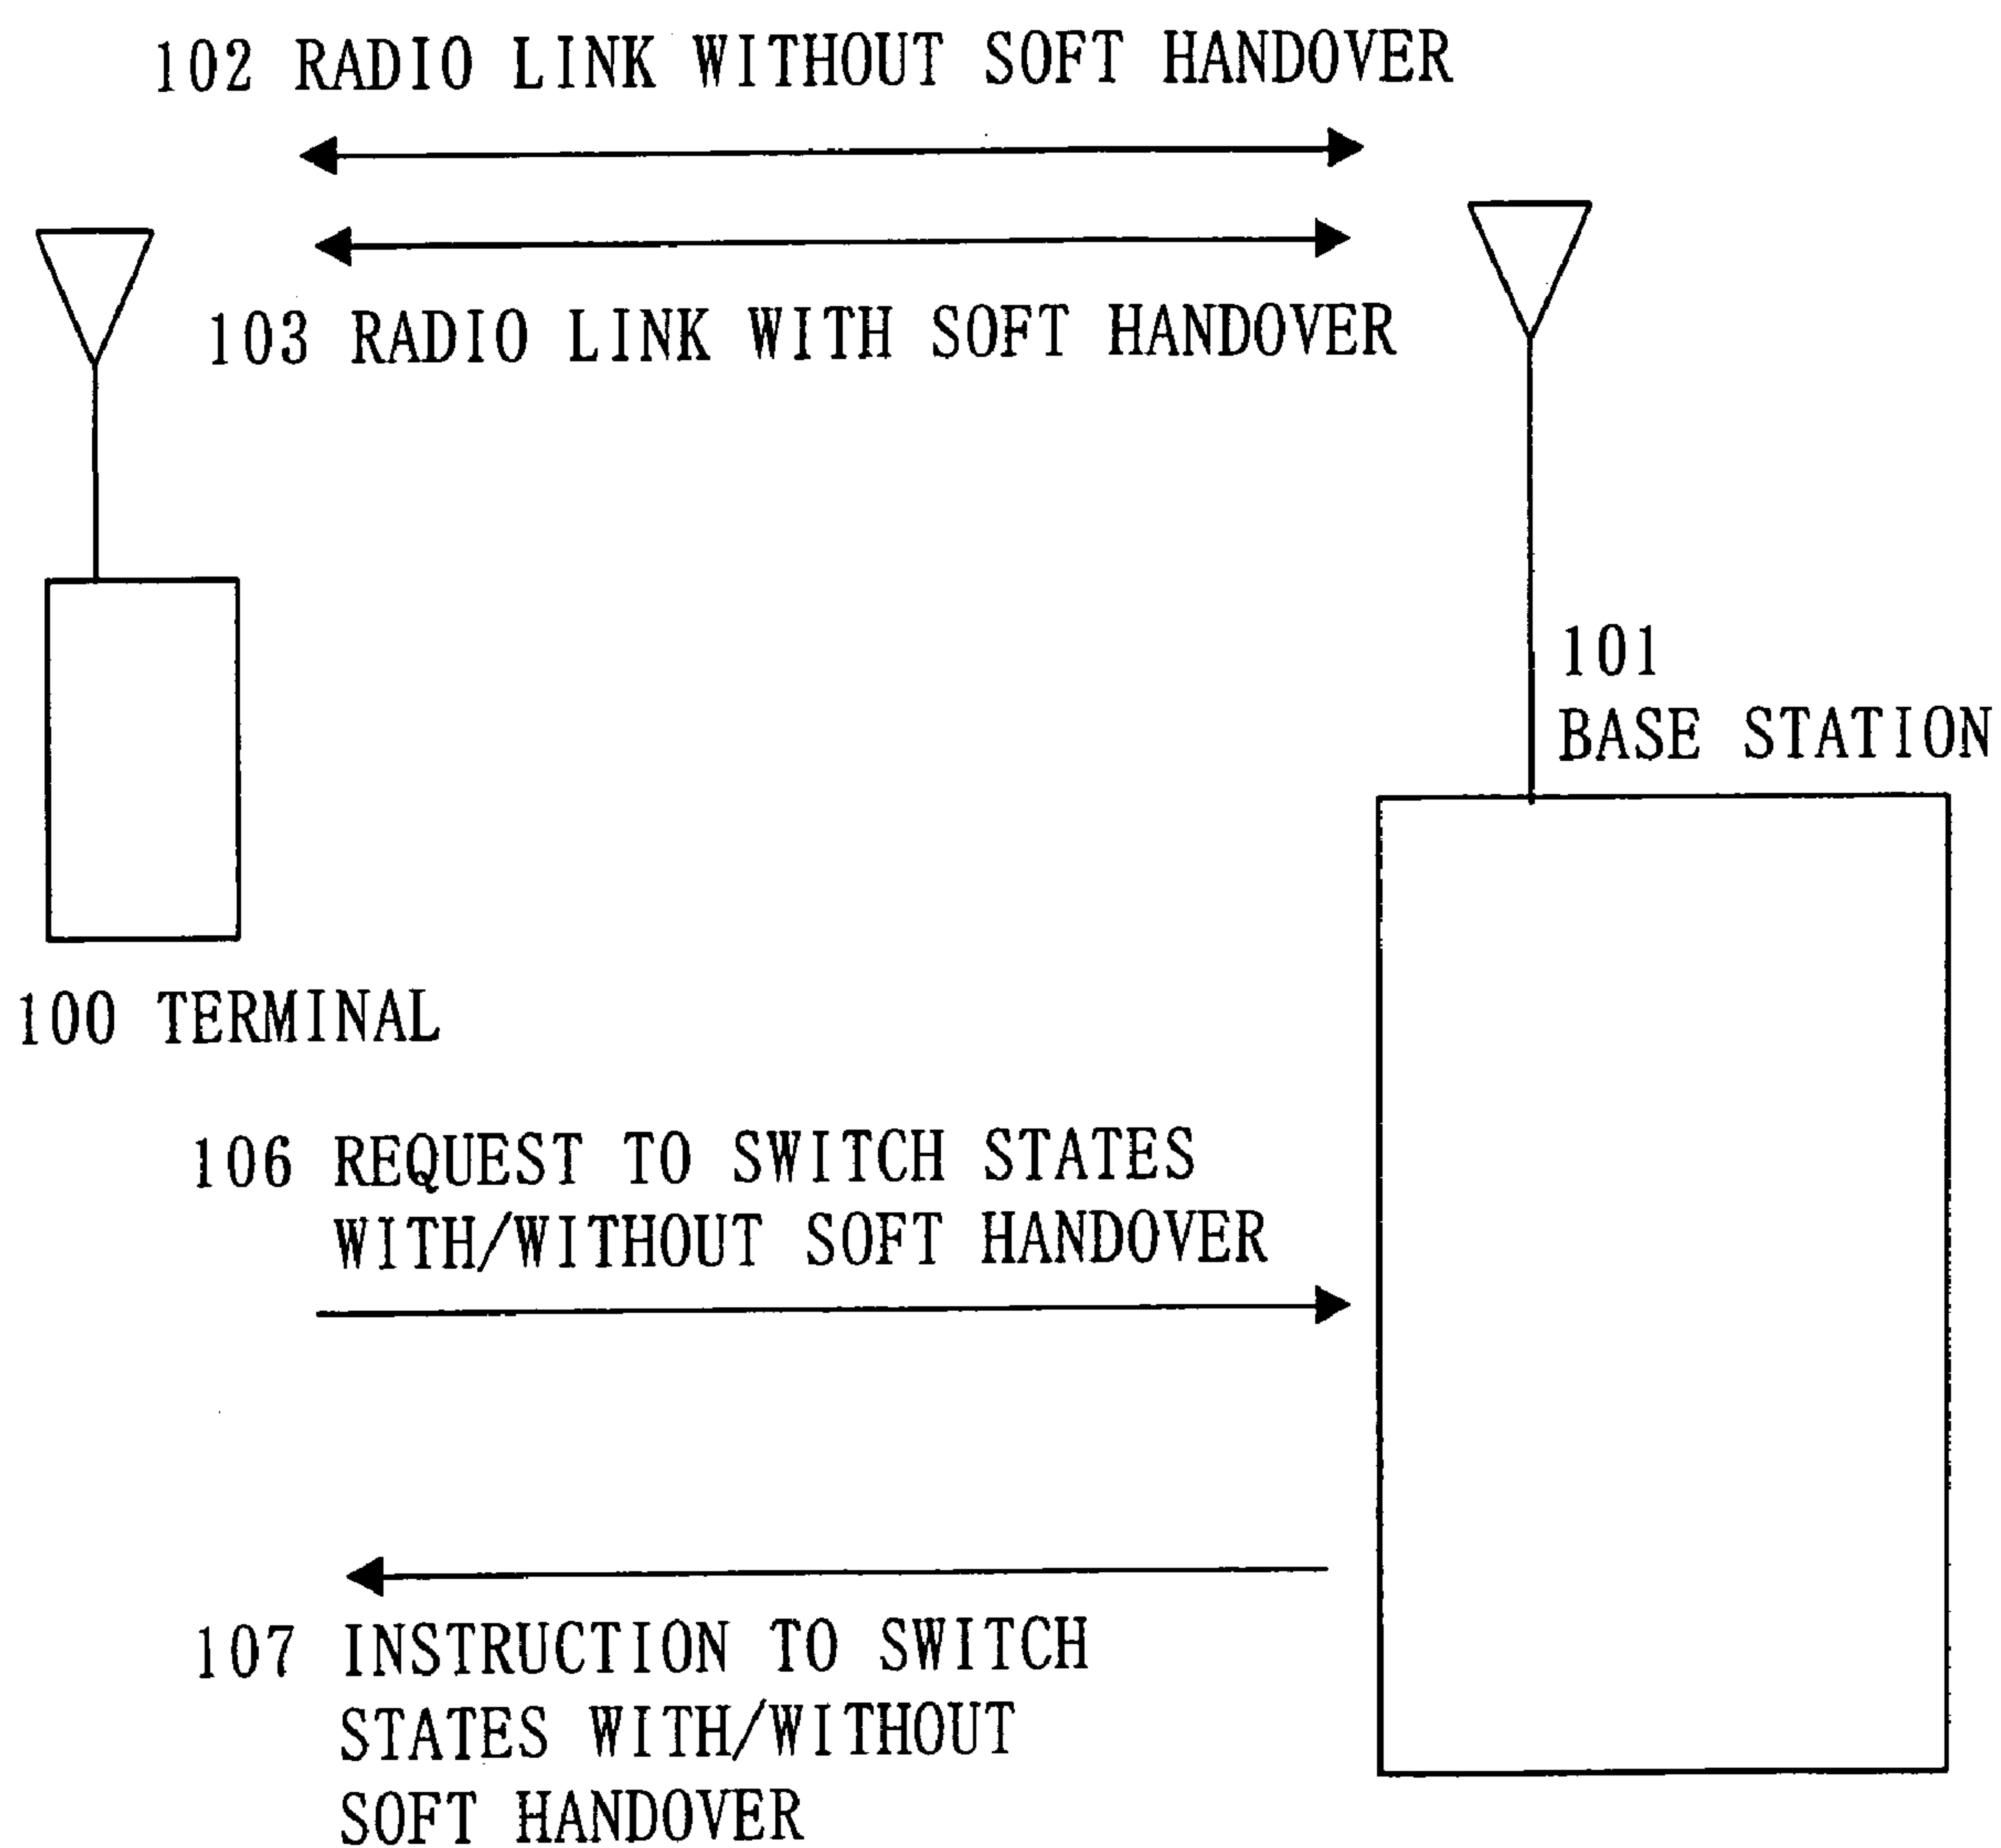 102 RADIO LINK WITHOUT SOFT HANDOVER
103 RADIO LINK WITH SOFT HANDOVER
101
BASE STATION
100 TERMINAL
106 REQUEST TO SWITCH STATES
WITH/WITHOUT SOFT HANDOVER
107 INSTRUCTION TO SWITCH
STATES WITH/WITHOUT
SOFT HANDOVER